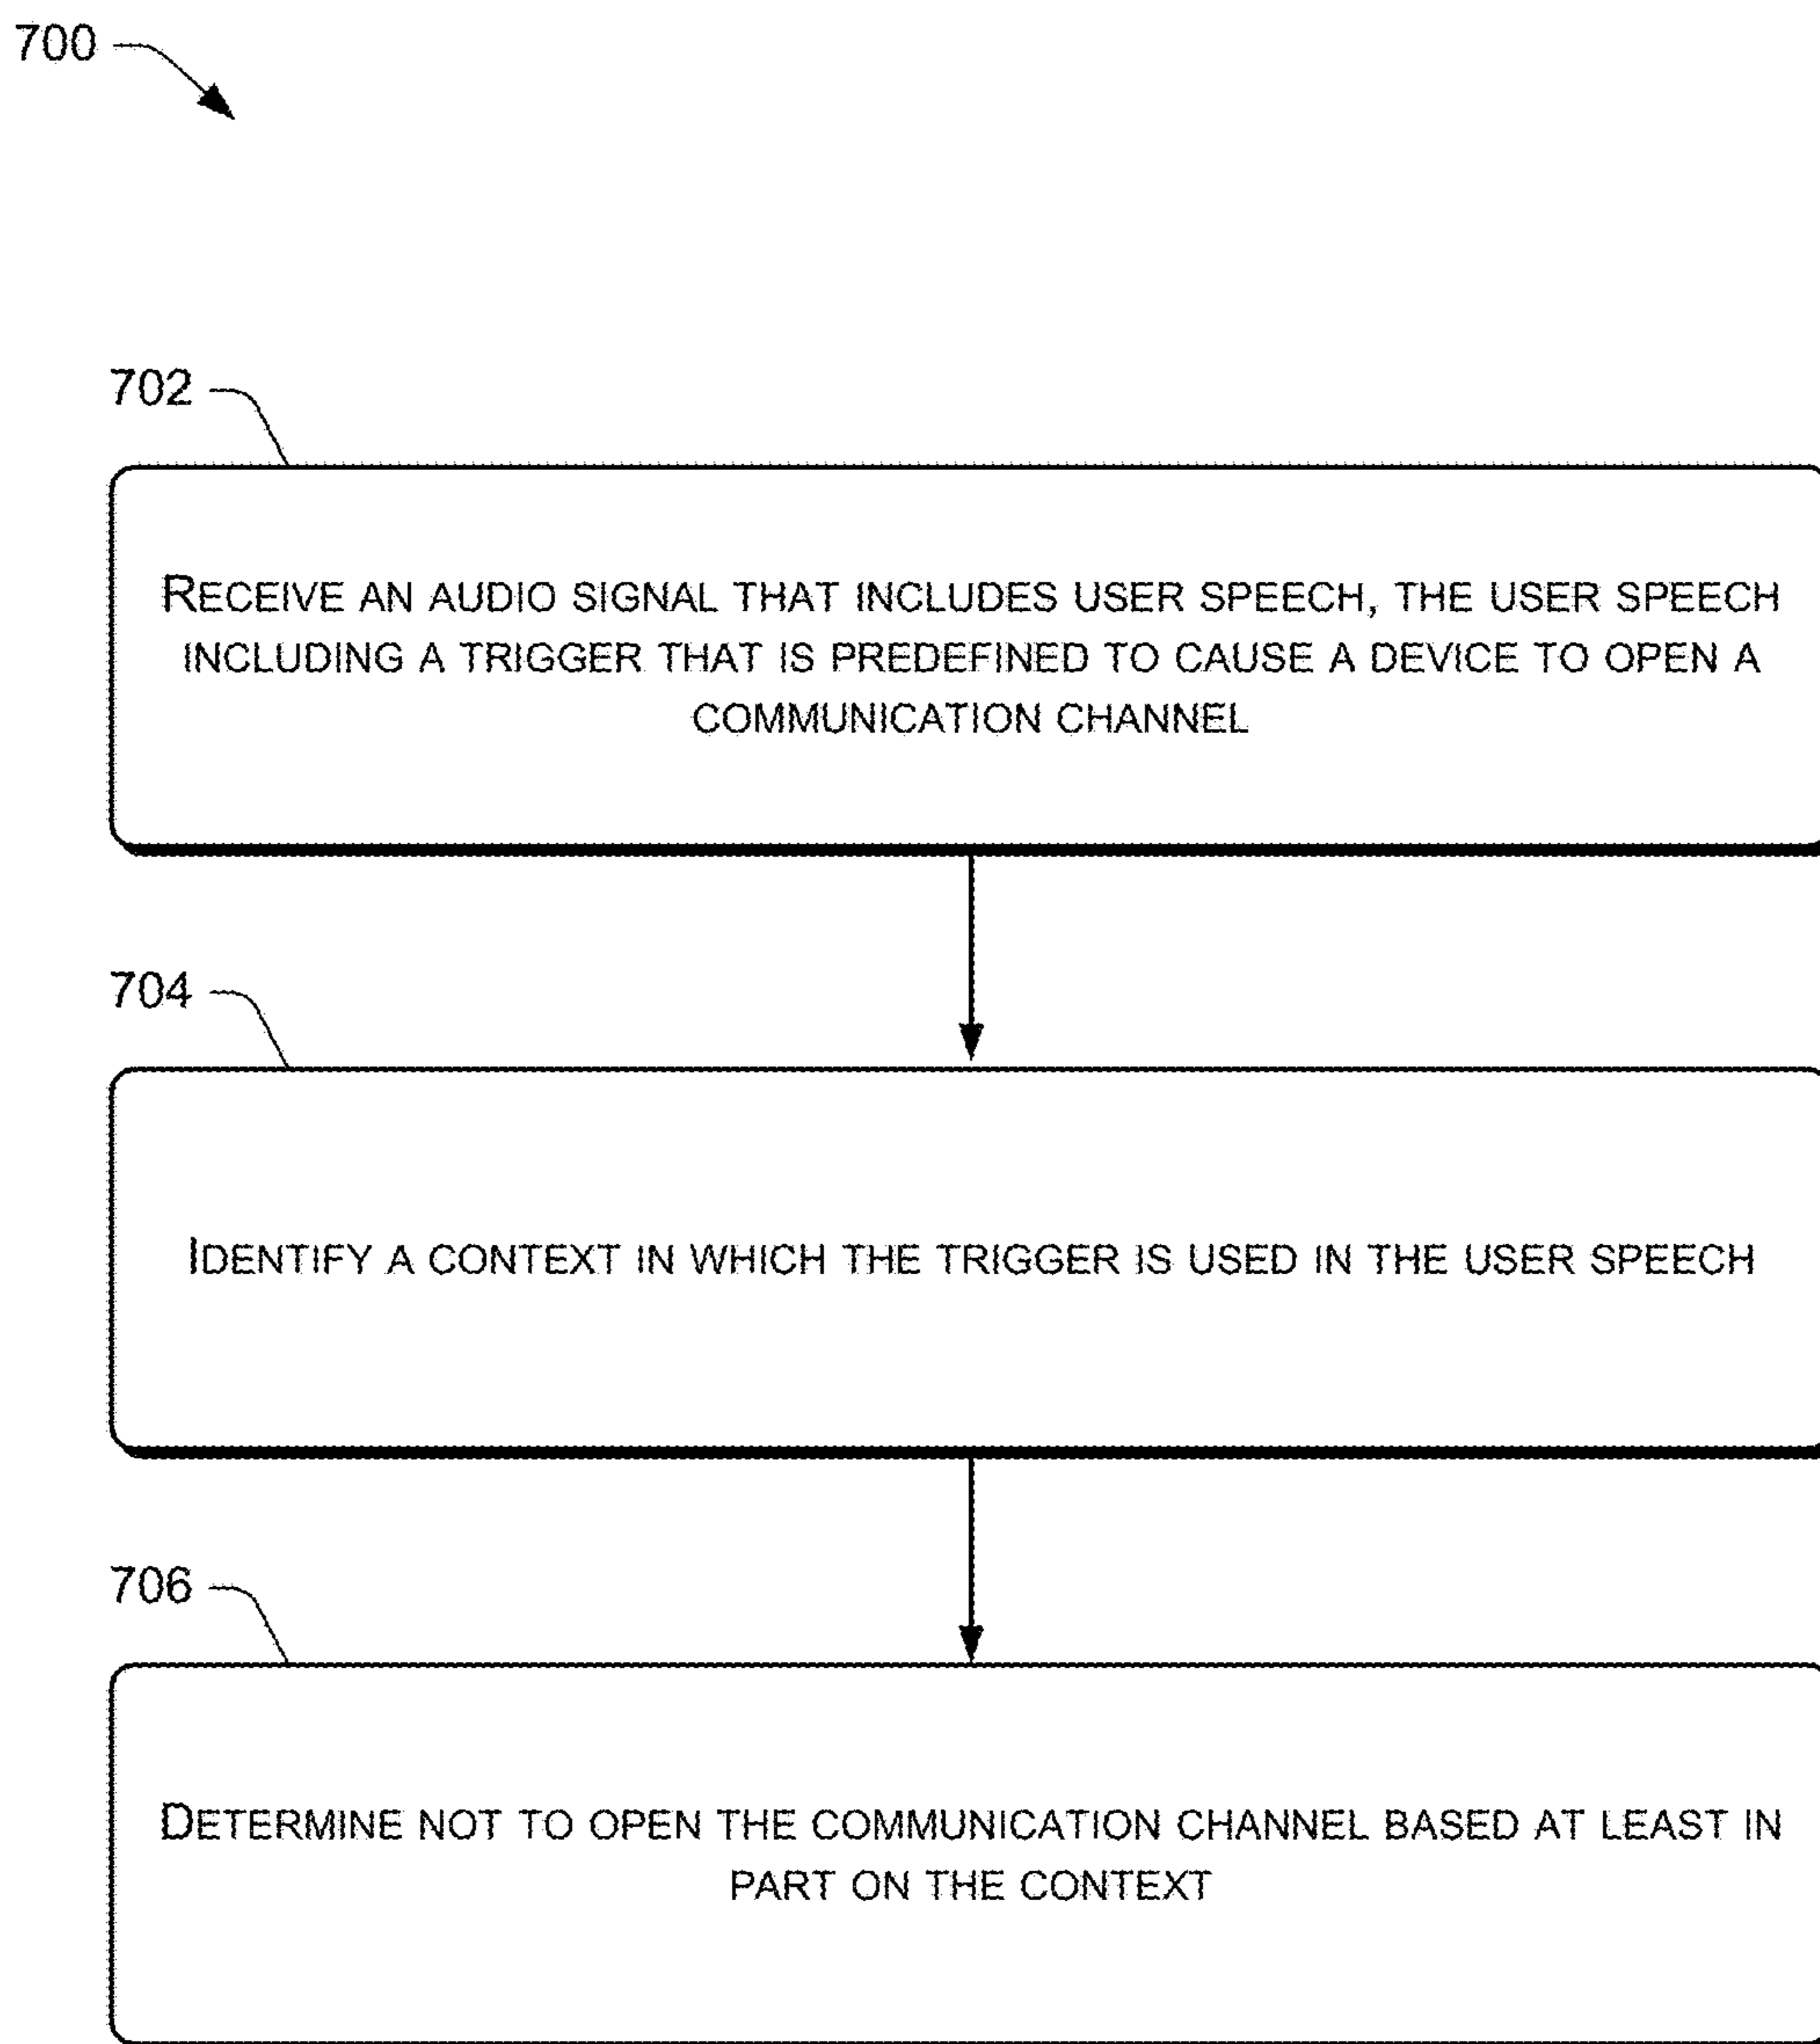 700
702
RECEIVE AN AUDIO SIGNAL THAT INCLUDES USER SPEECH, THE USER SPEECH
INCLUDING A TRIGGER THAT IS PREDEFINED TO CAUSE A DEVICE TO OPEN A
COMMUNICATION CHANNEL
704
IDENTIFY A CONTEXT IN WHICH THE TRIGGER IS USED IN THE USER SPEECH
706
DETERMINE NOT TO OPEN THE COMMUNICATION CHANNEL BASED AT LEAST IN
PART ON THE CONTEXT